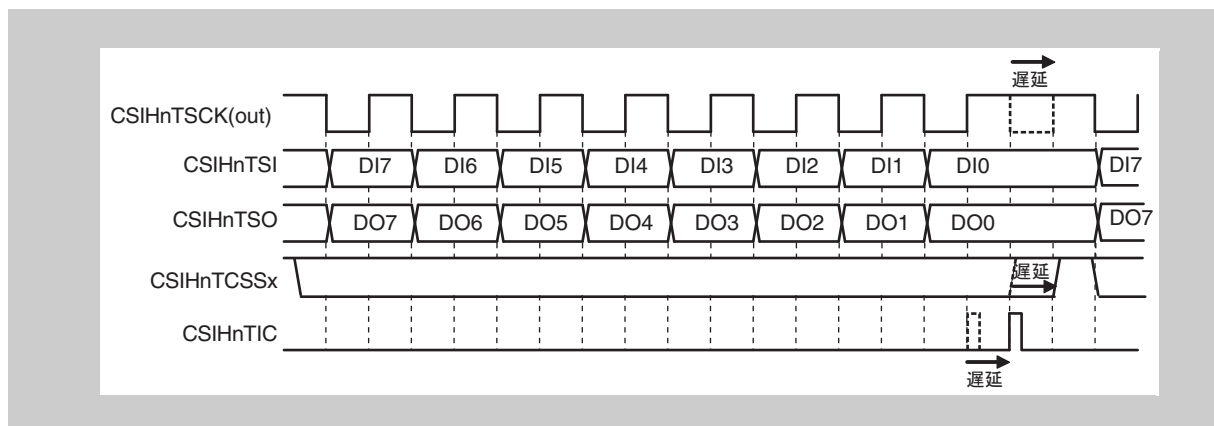 遅延
CSIHnTSCK(out)
CSIHnTSI DI7 DI6 DI5 DI4 DI3 DI2 DI1 DI0 DI7
CSIHnTSO DO7 DO6 DO5 DO4 DO3 DO2 DO1 DO0 DO7
CSIHnTCSSx 遅延
CSIHnTIC
遅延